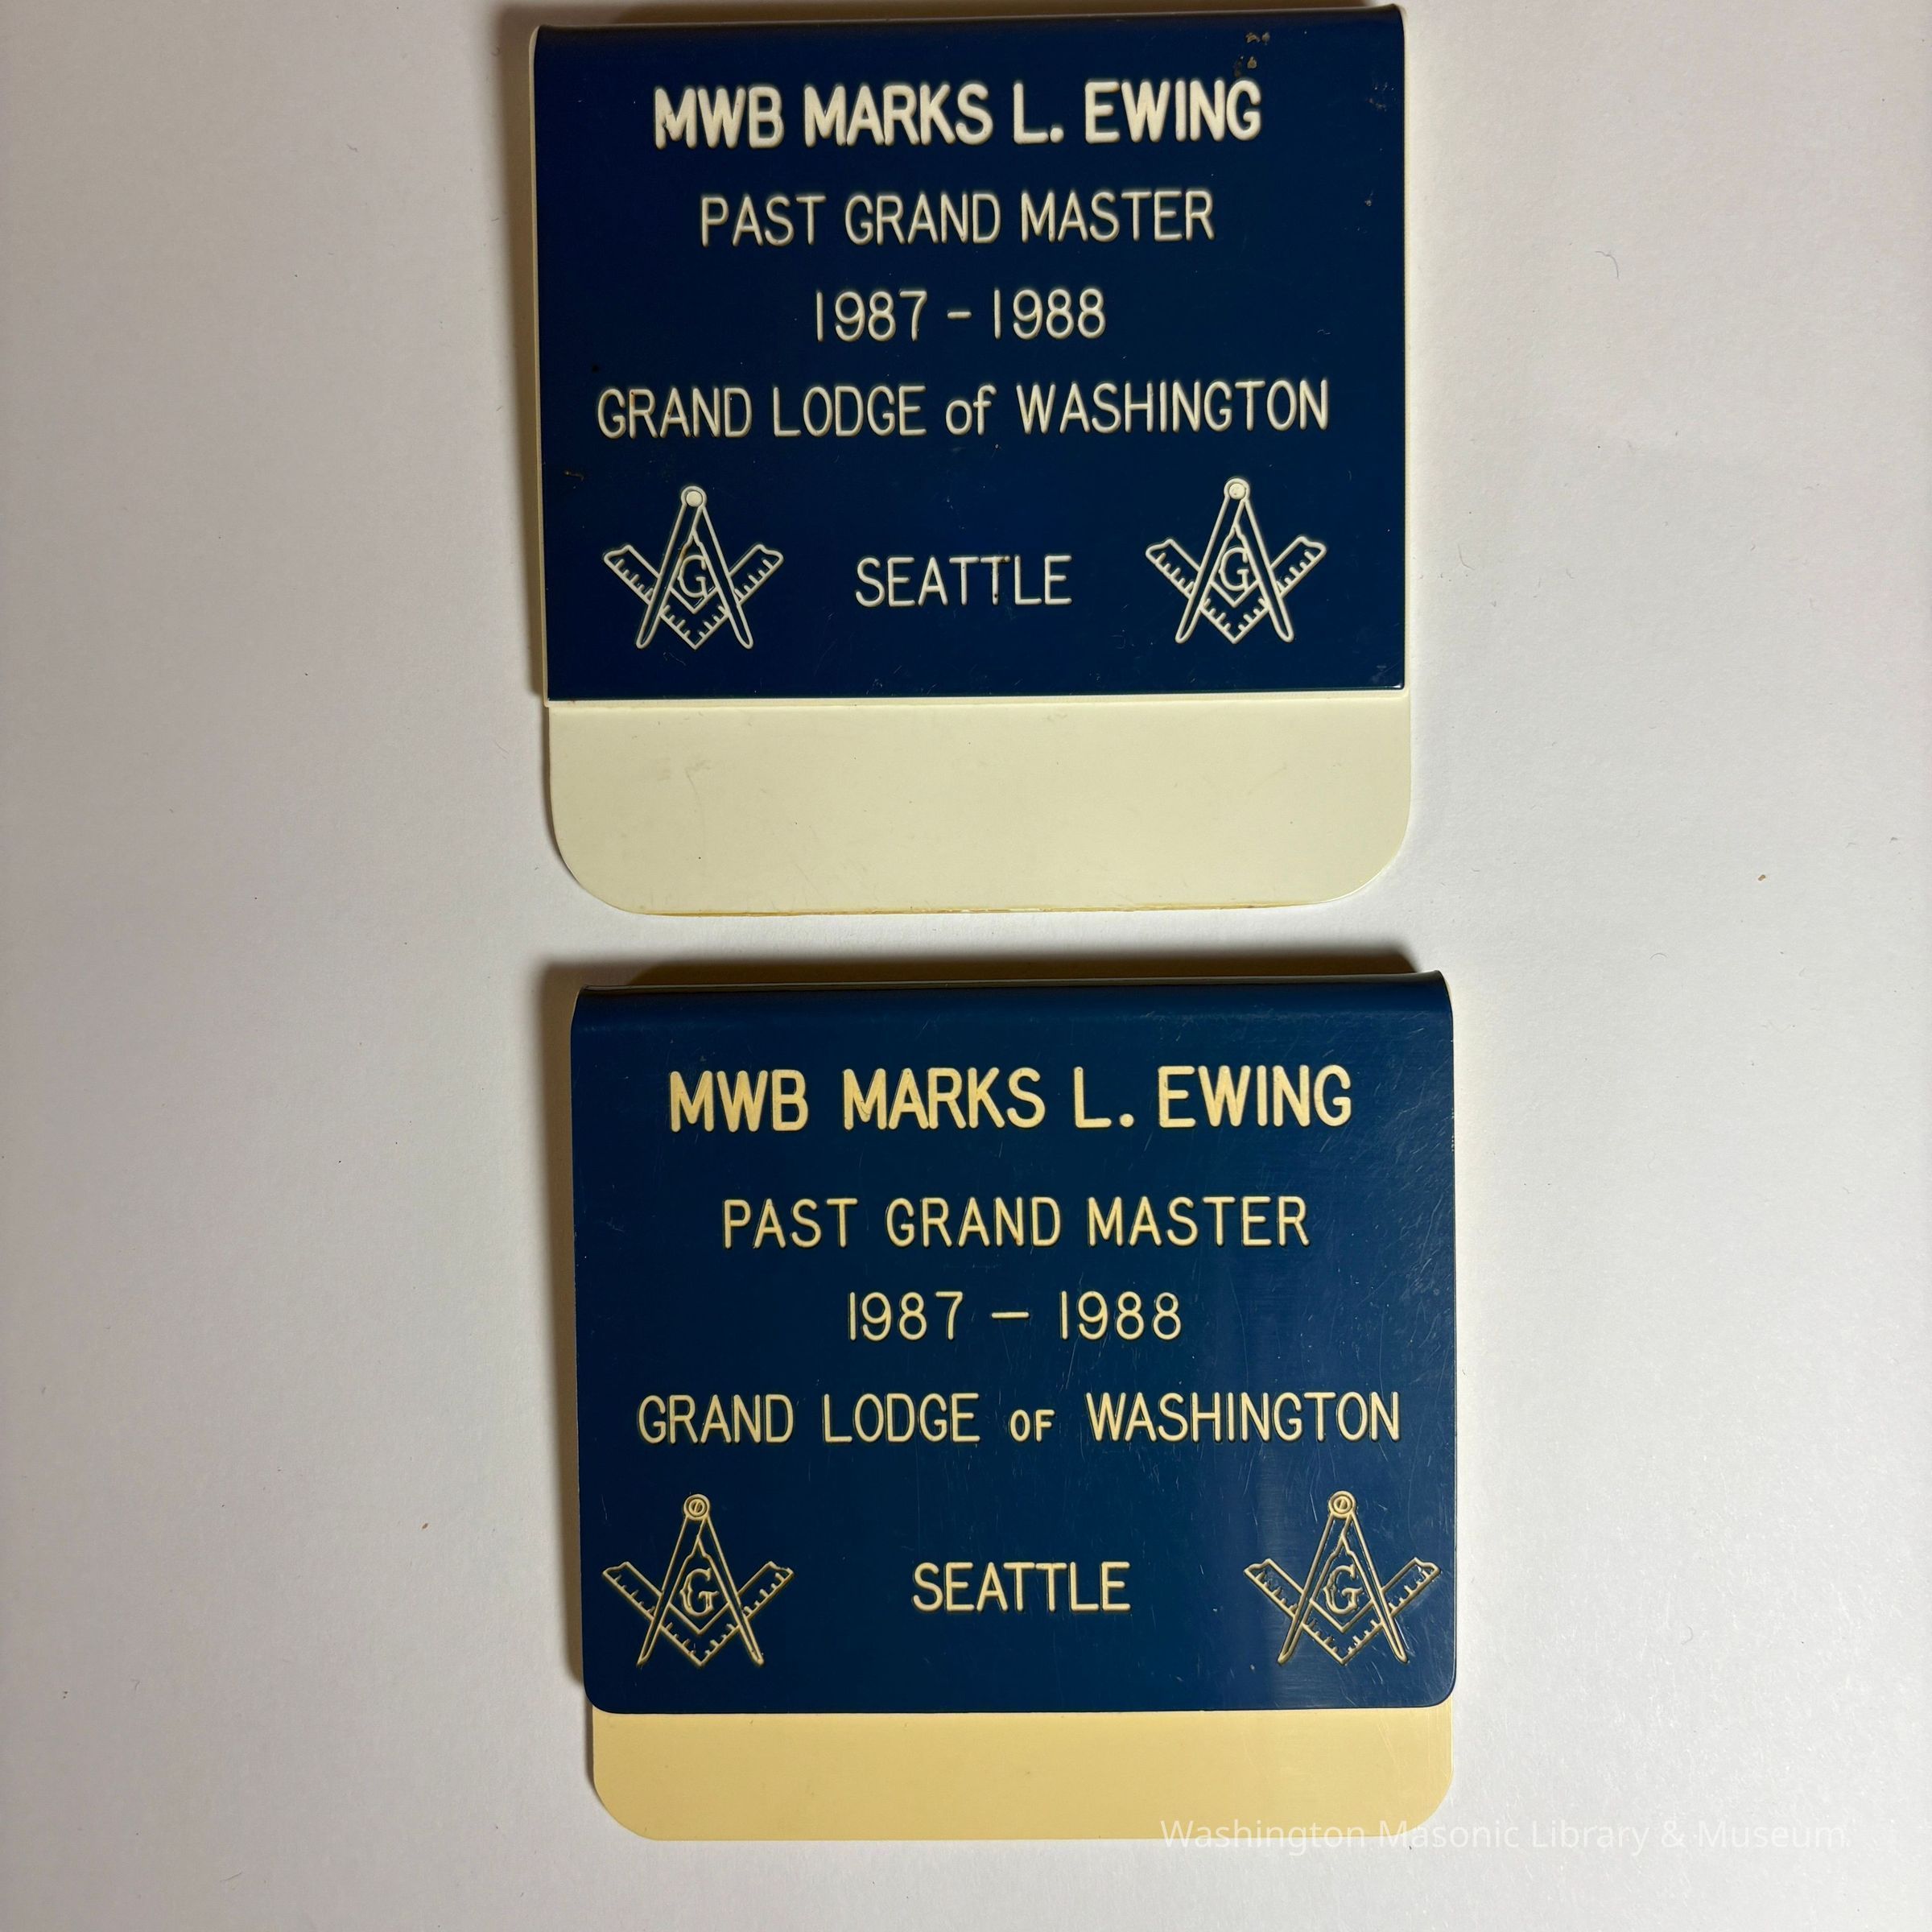 MWB MARKS L. EWING
PAST GRAND MASTER
1987 - 1988
GRAND LODGE of WASHINGTON
G
SEATTLE
G
MWB MARKS L. EWING
PAST GRAND MASTER
1987 - 1988
GRAND LODGE OF WASHINGTON
G
SEATTLE
G
Washington Masonic Library & Museum